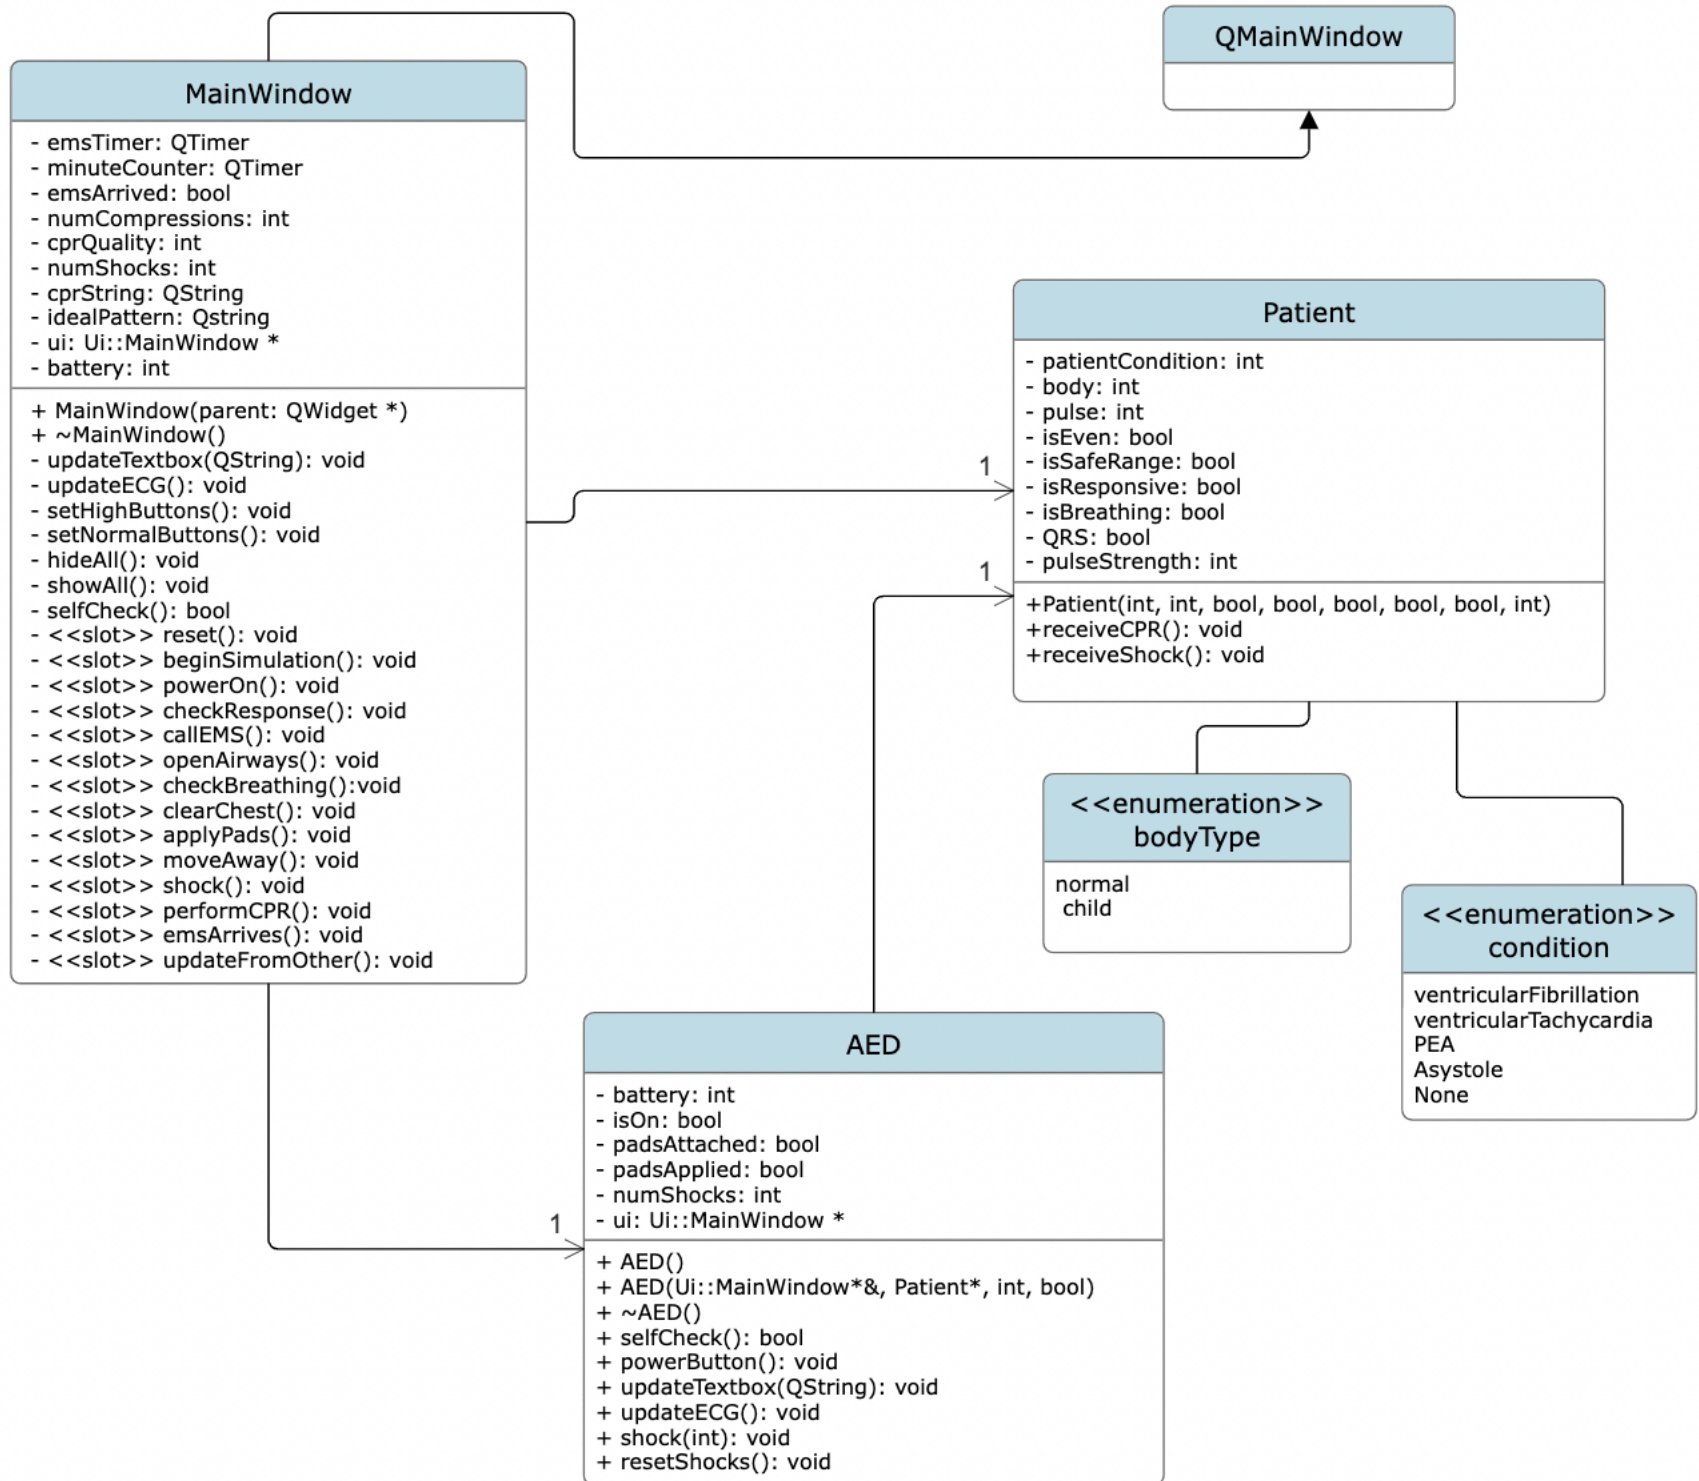 QMainWindow
MainWindow
- emsTimer: QTimer
- minuteCounter: QTimer
- emsArrived: bool
- numCompressions: int
- cprQuality: int
- numShocks: int
- cprString: QString
- idealPattern: Qstring
- ui: Ui::MainWindow *
- battery: int
+ MainWindow(parent: QWidget *)
+ ~MainWindow()
- updateTextbox(QString): void
- updateECG(): void
- setHighButtons(): void
- setNormalButtons(): void
- hideAll(): void
- showAll(): void
- selfCheck(): bool
- <<slot>> reset(): void
- <<slot>> beginSimulation(): void
- <<slot>> powerOn(): void
- <<slot>> checkResponse(): void
- <<slot>> callEMS(): void
- <<slot>> openAirways(): void
- <<slot>> checkBreathing():void
- <<slot>> clearChest(): void
- <<slot>> applyPads(): void
- <<slot>> moveAway(): void
- <<slot>> shock(): void
- <<slot>> performCPR(): void
- <<slot>> emsArrives(): void
- <<slot>> updateFromOther(): void
1
1
Patient
- patientCondition: int
- body: int
- pulse: int
- isEven: bool
- isSafeRange: bool
- isResponsive: bool
- isBreathing: bool
- QRS: bool
- pulseStrength: int
+Patient(int, int, bool, bool, bool, bool, bool, int)
+receiveCPR(): void
+receiveShock(): void
<<enumeration>>
bodyType
normal
child
<<enumeration>>
condition
ventricularFibrillation
ventricularTachycardia
PEA
Asystole
None
1
AED
- battery: int
- isOn: bool
- padsAttached: bool
- padsApplied: bool
- numShocks: int
- ui: Ui::MainWindow *
+ AED()
+ AED(Ui::MainWindow*&, Patient*, int, bool)
+ ~AED()
+ selfCheck(): bool
+ powerButton(): void
+ updateTextbox(QString): void
+ updateECG(): void
+ shock(int): void
+ resetShocks(): void